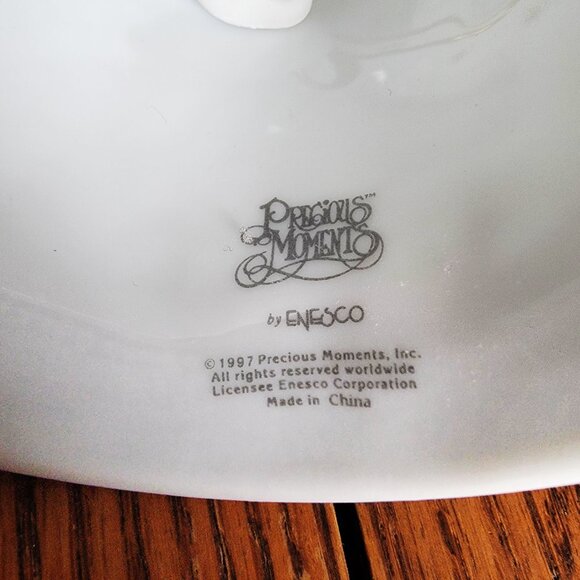 PRECIOUS™
MOMENTS
by ENESCO
© 1997 Precious Moments, Inc.
All rights reserved worldwide
Licensee Enesco Corporation
Made in China